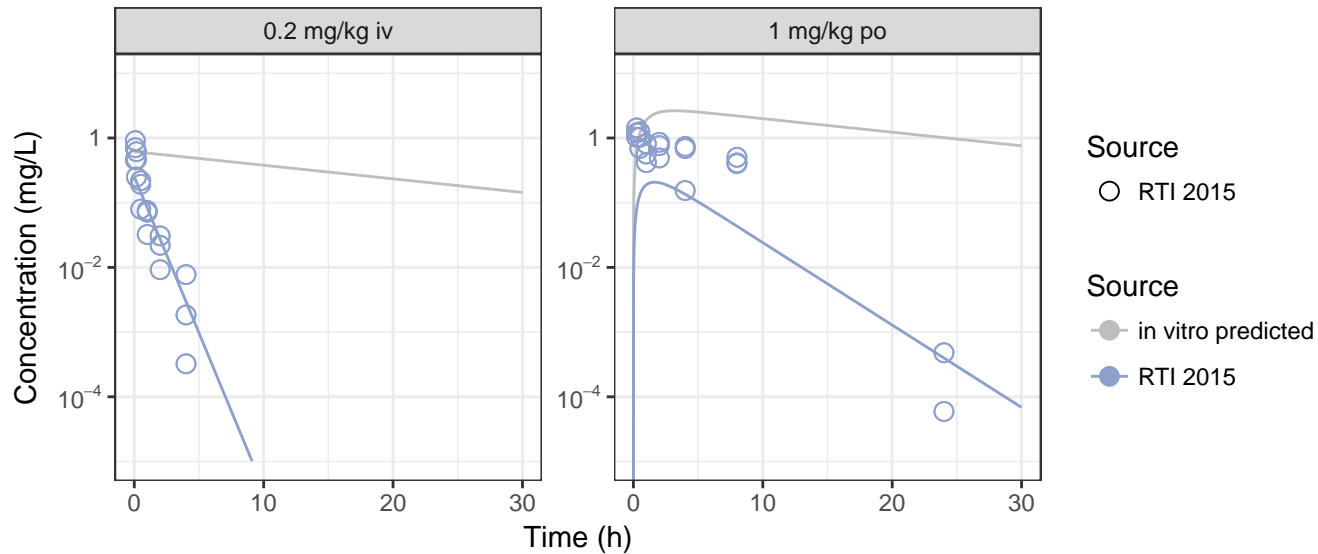 0.2 mg/kg iv
1 mg/kg po
Concentration (mg/L)
1
10⁻²
10⁻⁴
1
10⁻²
10⁻⁴
0 10 20 30
0 10 20 30
Time (h)
Source
RTI 2015
Source
in vitro predicted
RTI 2015